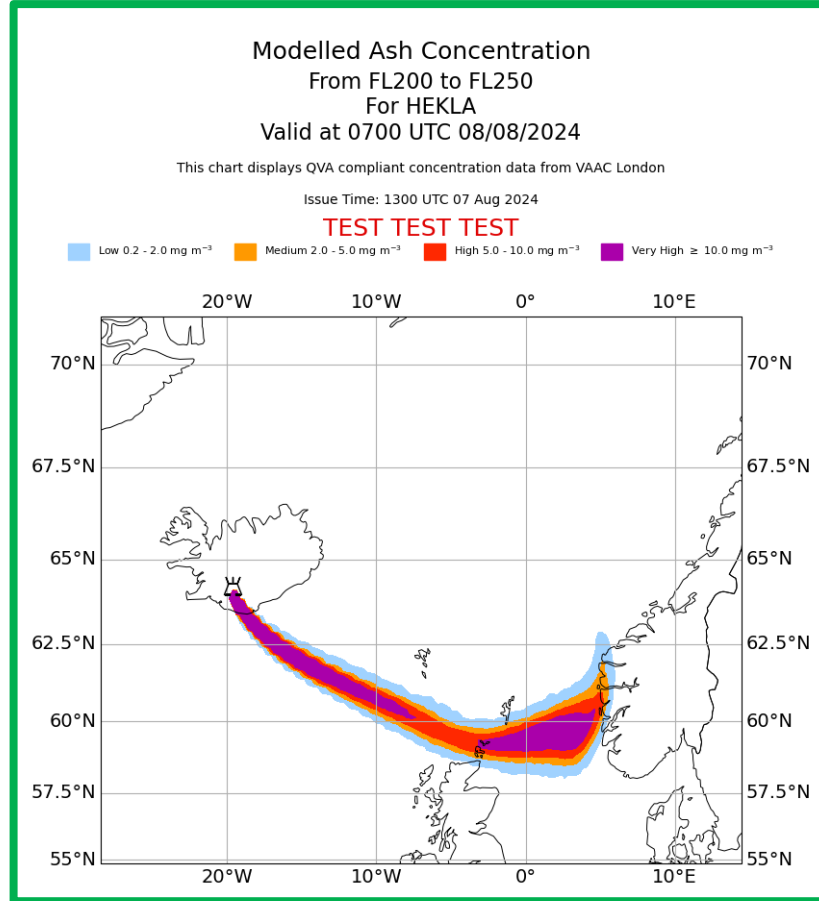 Modelled Ash Concentration
From FL200 to FL250
For HEKLA
Valid at 0700 UTC 08/08/2024
This chart displays QVA compliant concentration data from VAAC London
Issue Time: 1300 UTC 07 Aug 2024
TEST TEST TEST
Low 0.2 - 2.0 mg m⁻³ Medium 2.0 - 5.0 mg m⁻³ High 5.0 - 10.0 mg m⁻³ Very High ≥ 10.0 mg m⁻³
20°W 10°W 0° 10°E
70°N 70°N
67.5°N 67.5°N
65°N 65°N
62.5°N 62.5°N
60°N 60°N
57.5°N 57.5°N
55°N 55°N
20°W 10°W 0° 10°E